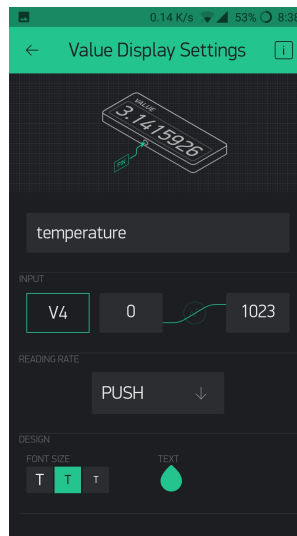 0.14 K/s 53% 8:38
Value Display Settings i
VALUE
3.1415926
PIN
temperature
INPUT
V4 0 1023
READING RATE
PUSH
DESIGN
FONT SIZE TEXT
T T T